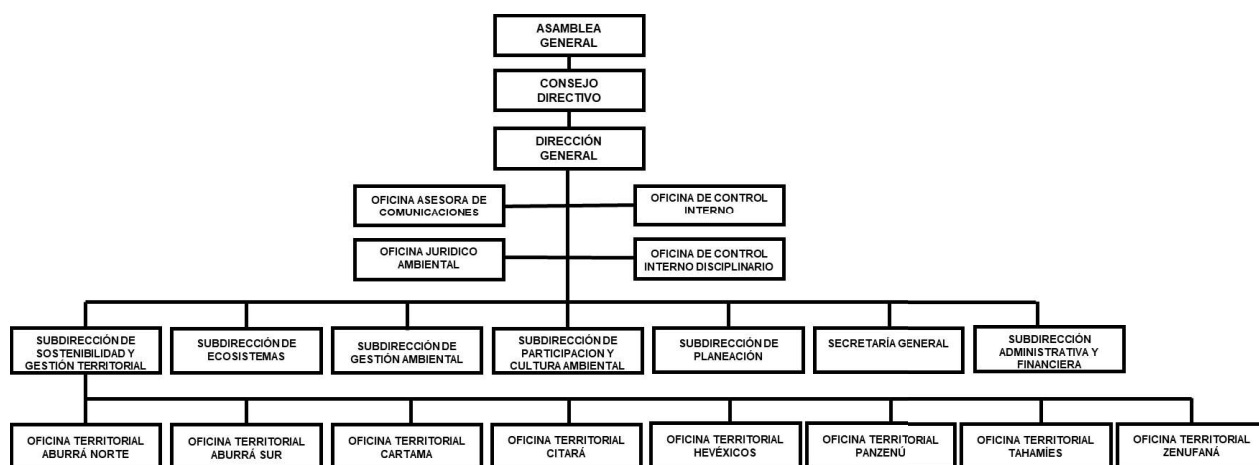 ASAMBLEA
GENERAL
CONSEJO
DIRECTIVO
DIRECCIÓN
GENERAL
OFICINA ASESORA DE
COMUNICACIONES
OFICINA DE CONTROL
INTERNO
OFICINA JURIDICO
AMBIENTAL
OFICINA DE CONTROL
INTERNO DISCIPLINARIO
SUBDIRECCIÓN DE
SOSTENIBILIDAD Y
GESTIÓN TERRITORIAL
SUBDIRECCIÓN DE
ECOSISTEMAS
SUBDIRECCIÓN DE
GESTIÓN AMBIENTAL
SUBDIRECCIÓN DE
PARTICIPACION Y
CULTURA AMBIENTAL
SUBDIRECCIÓN DE
PLANEACIÓN
SECRETARÍA GENERAL
SUBDIRECCIÓN
ADMINISTRATIVA Y
FINANCIERA
OFICINA TERRITORIAL
ABURRÁ NORTE
OFICINA TERRITORIAL
ABURRÁ SUR
OFICINA TERRITORIAL
CARTAMA
OFICINA TERRITORIAL
CITARÁ
OFICINA TERRITORIAL
HEVÉXICOS
OFICINA TERRITORIAL
PANZENÚ
OFICINA TERRITORIAL
TAHAMÍES
OFICINA TERRITORIAL
ZENUFANÁ